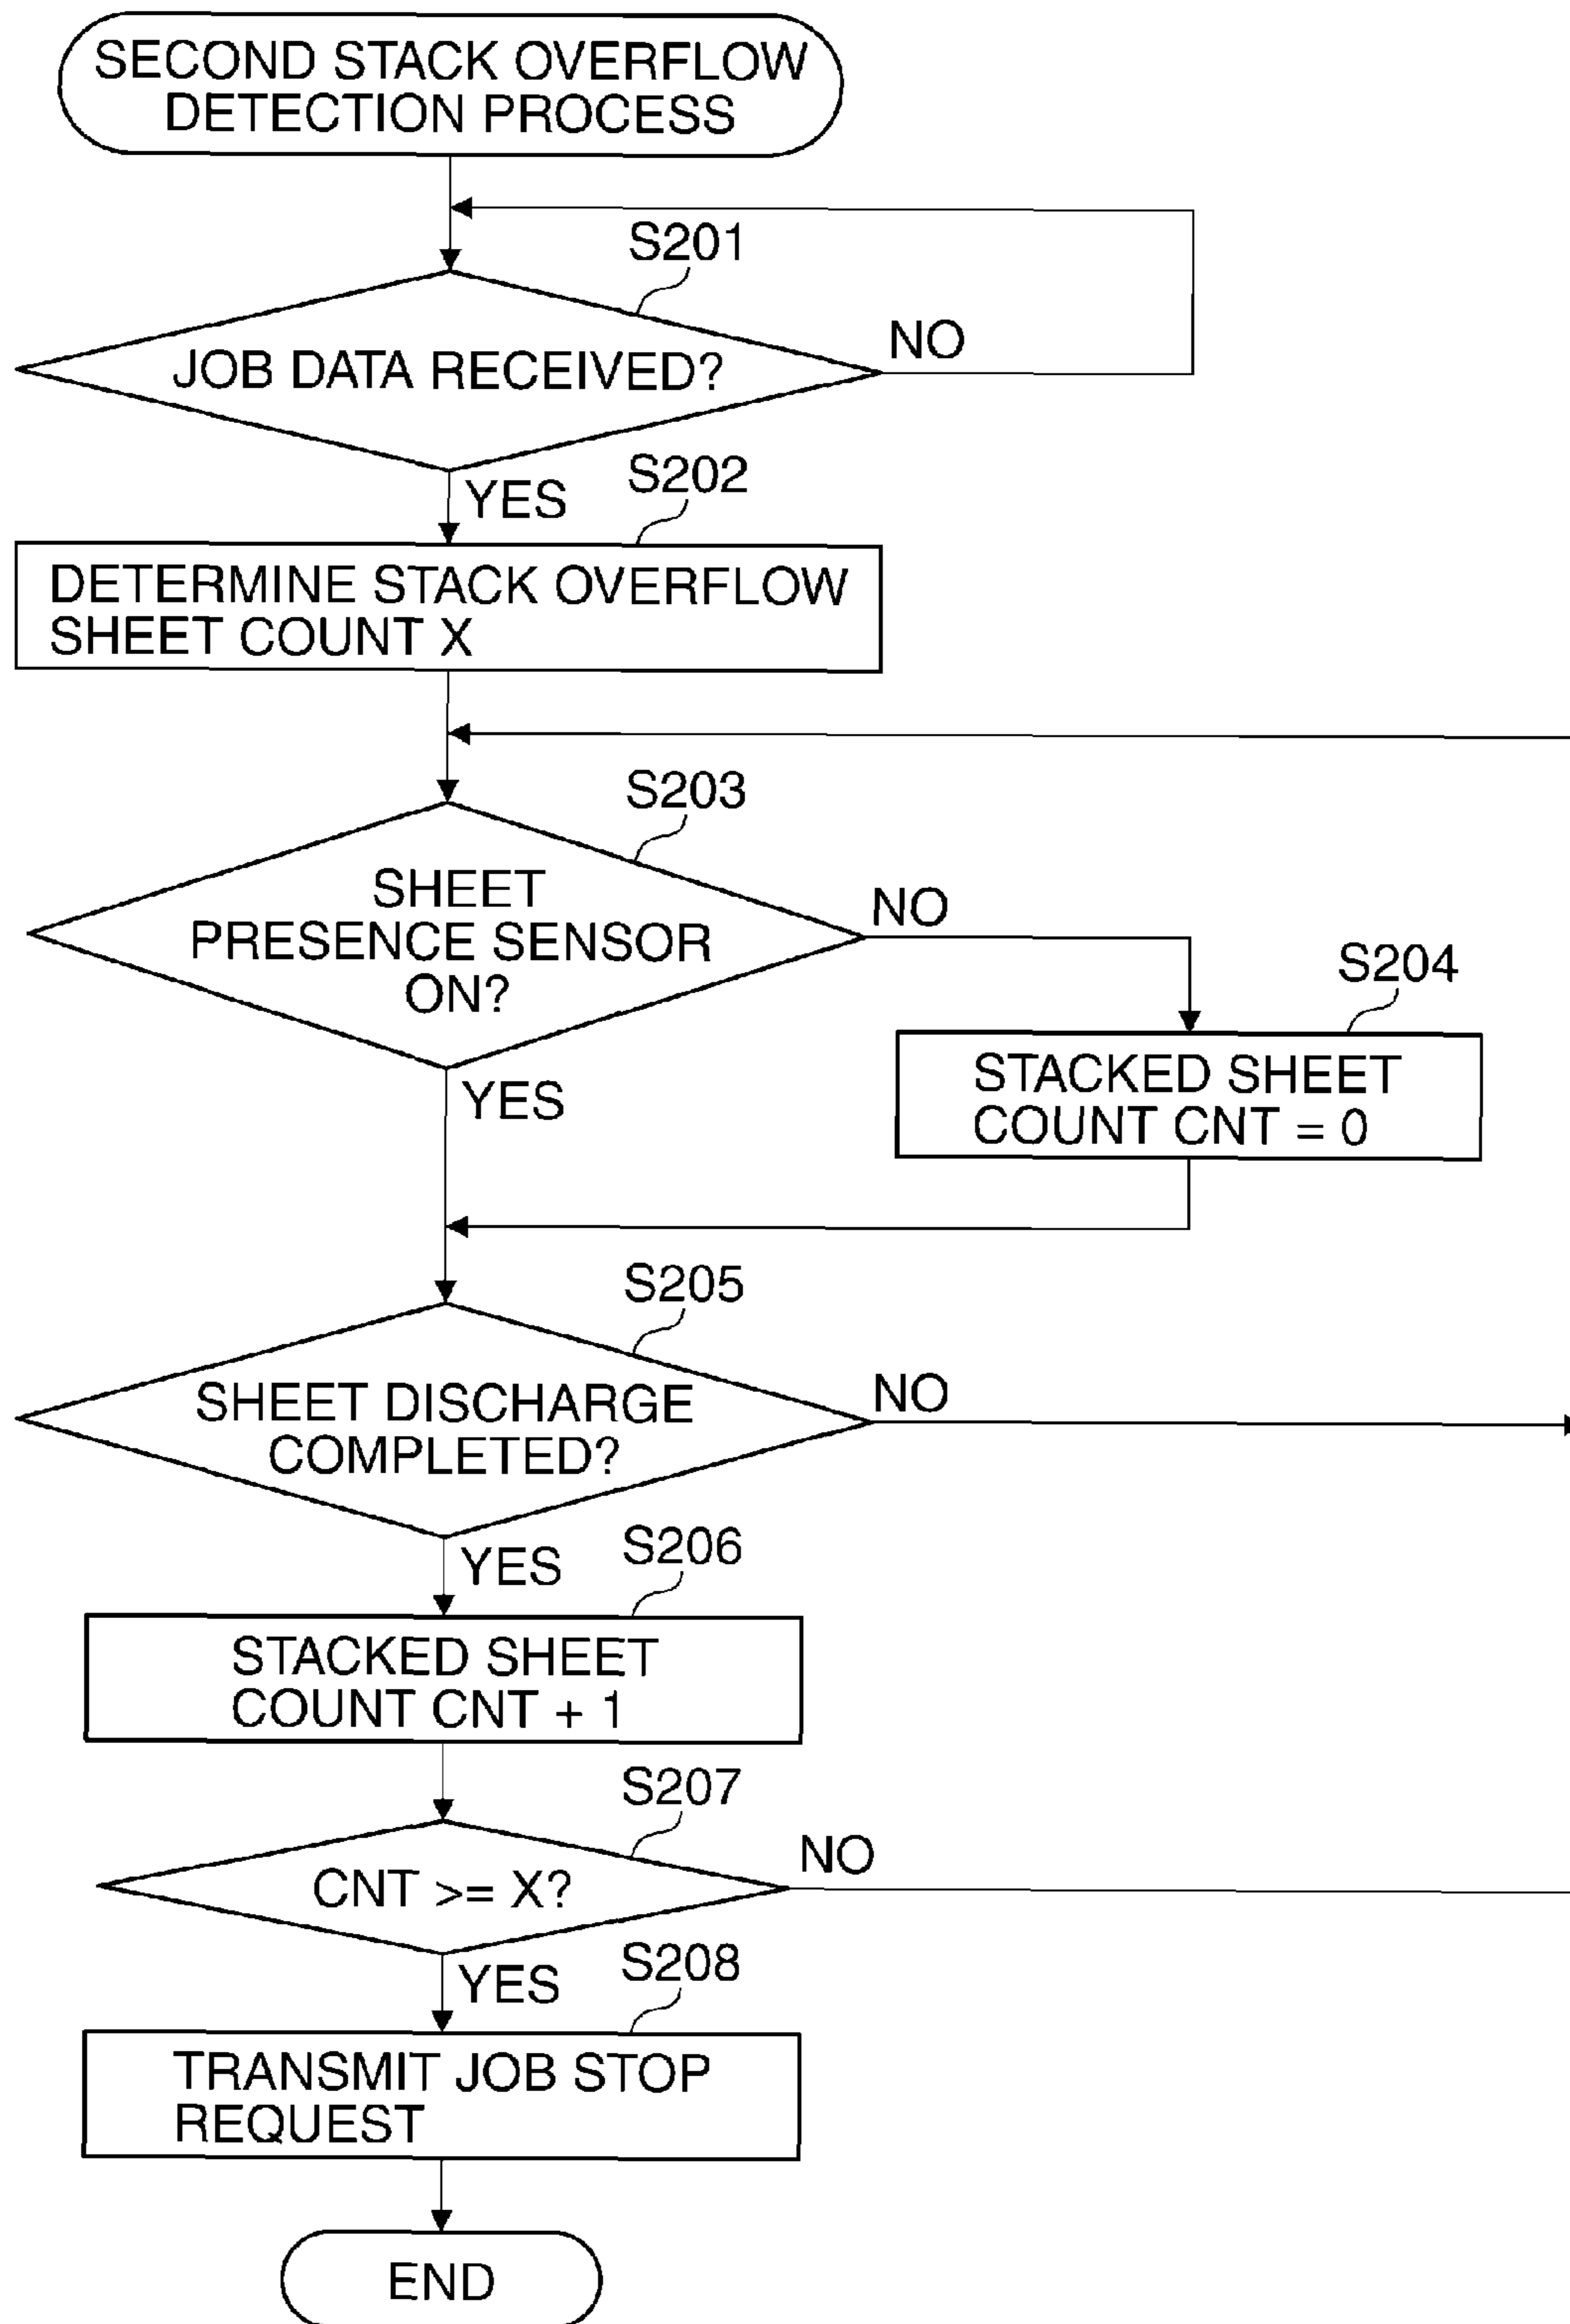 SECOND STACK OVERFLOW
DETECTION PROCESS
S201
JOB DATA RECEIVED?
NO
YES
S202
DETERMINE STACK OVERFLOW
SHEET COUNT X
S203
SHEET
PRESENCE SENSOR
ON?
NO
YES
S204
STACKED SHEET
COUNT CNT = 0
S205
SHEET DISCHARGE
COMPLETED?
NO
YES
S206
STACKED SHEET
COUNT CNT + 1
S207
CNT >= X?
NO
YES
S208
TRANSMIT JOB STOP
REQUEST
END